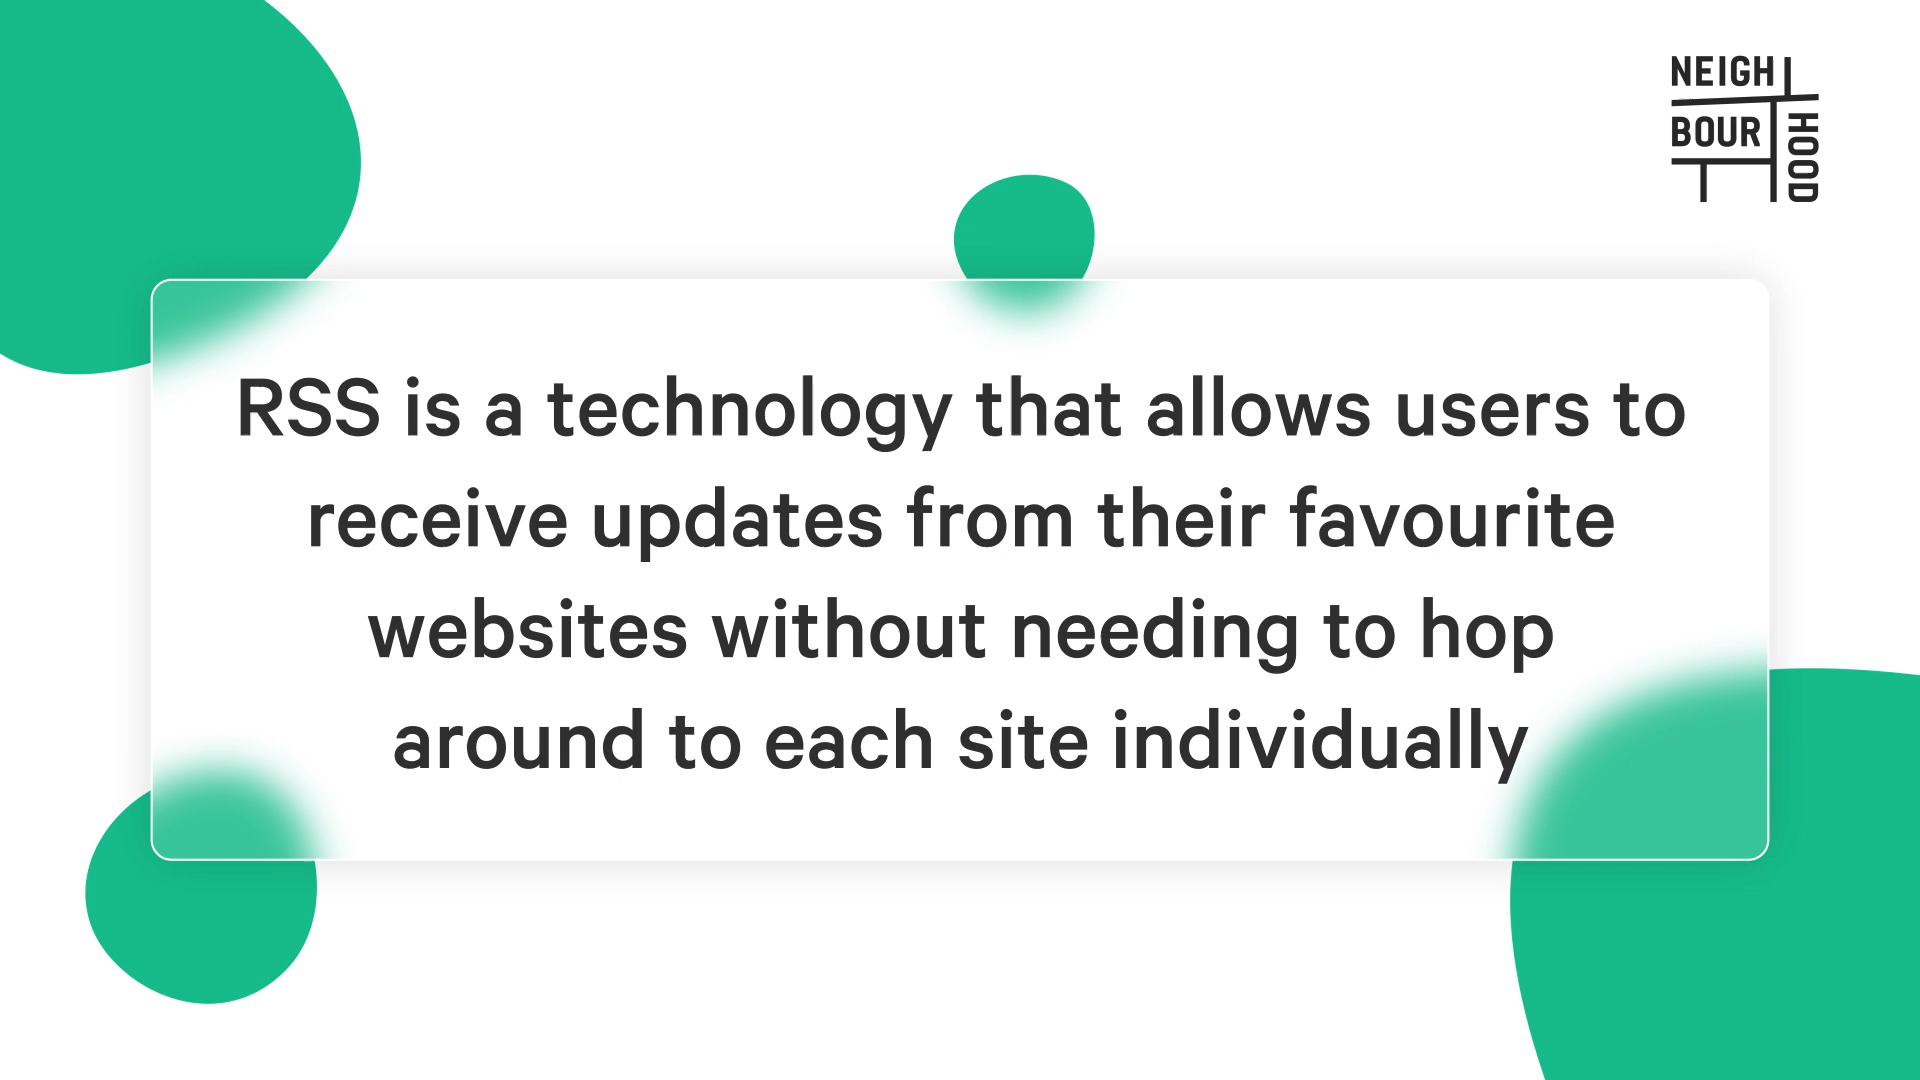 NEIGH
BOUR
HOOD
RSS is a technology that allows users to
receive updates from their favourite
websites without needing to hop
around to each site individually